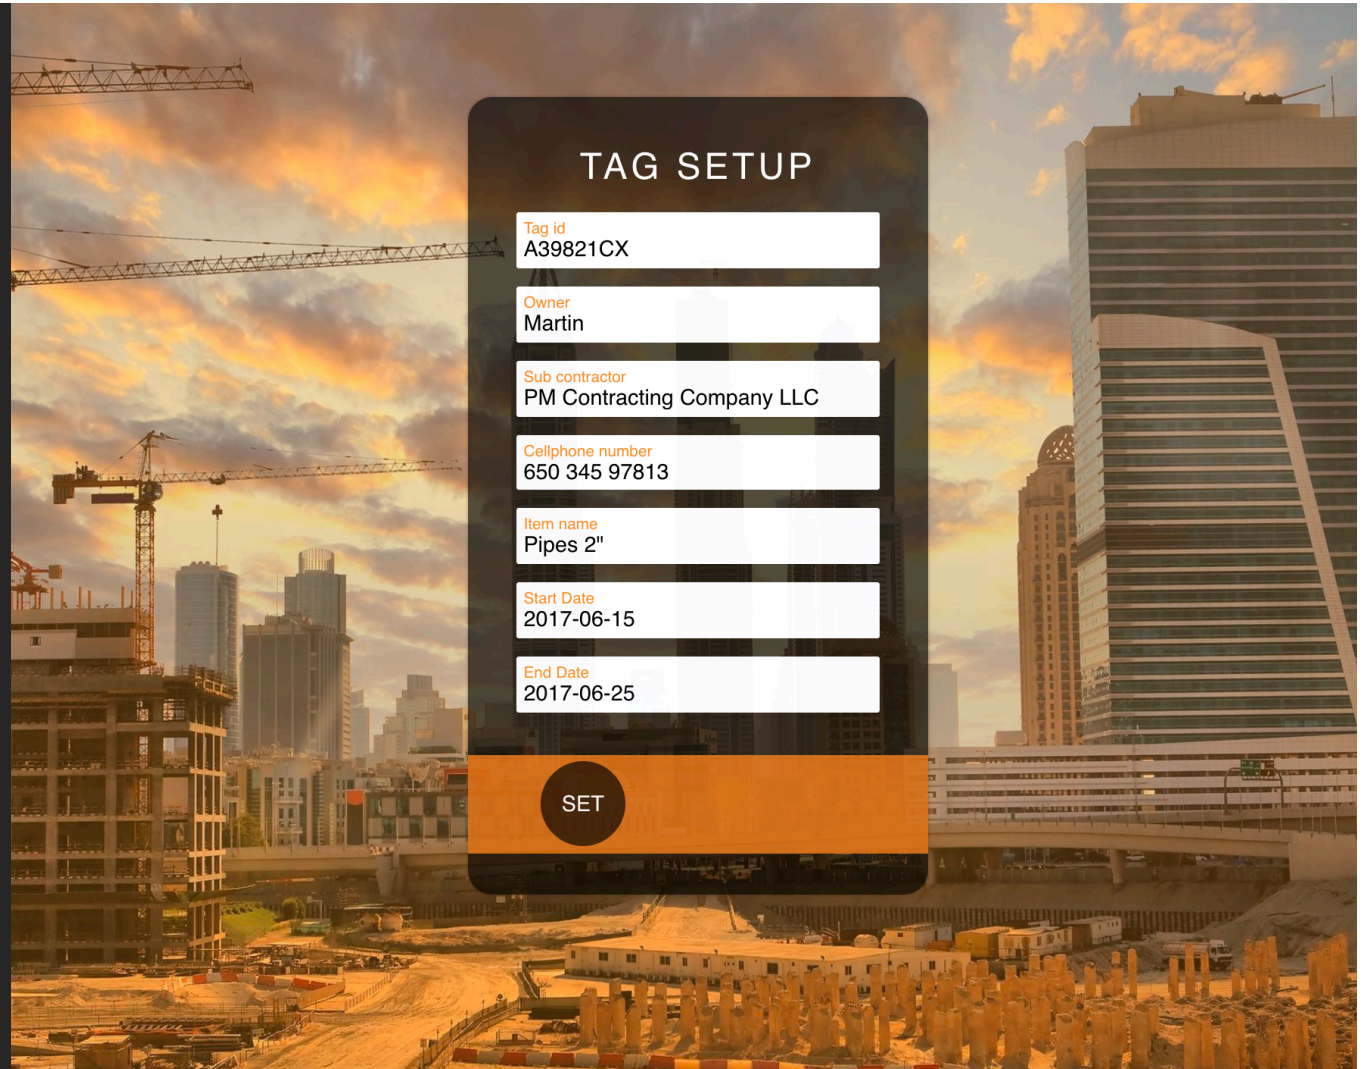 TAG SETUP
Tag id
A39821CX
Owner
Martin
Sub contractor
PM Contracting Company LLC
Cellphone number
650 345 97813
Item name
Pipes 2"
Start Date
2017-06-15
End Date
2017-06-25
SET